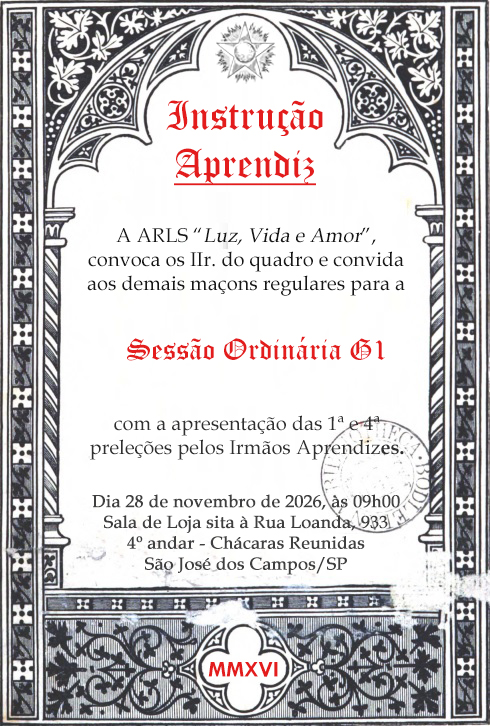 Instrução
Aprendiz
A ARLS “Luz, Vida e Amor”,
convoca os IIr. do quadro e convida
aos demais maçons regulares para a
Sessão Ordinária G1
com a apresentação das 1ª e 4ª
preleções pelos Irmãos Aprendizes.
Dia 28 de novembro de 2026, às 09h00
Sala de Loja sita à Rua Loanda, 933
4º andar - Chácaras Reunidas
São José dos Campos/SP
MMXVI